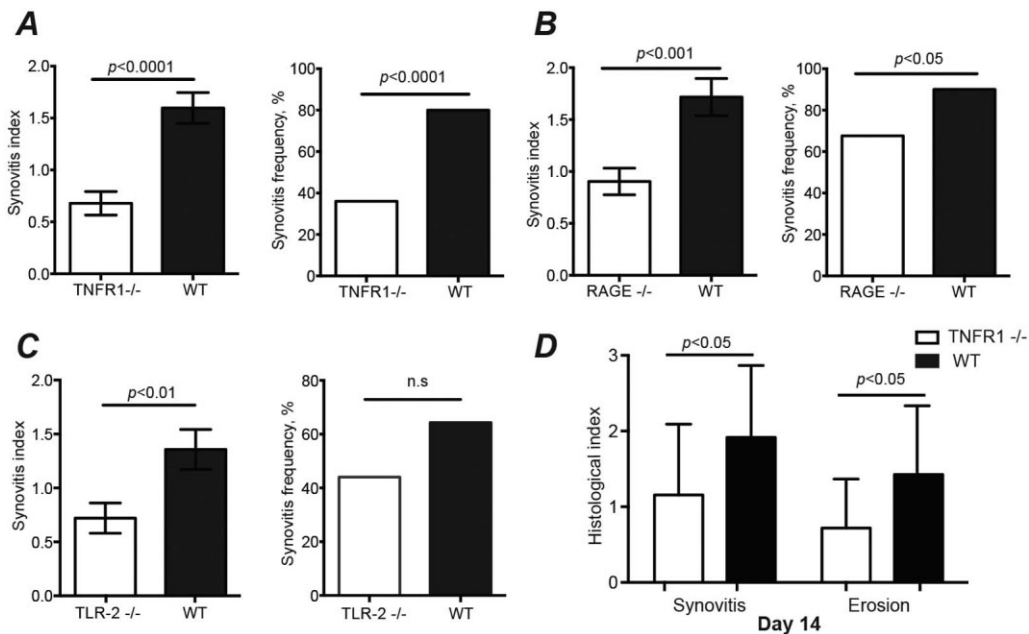 A
p<0.0001
Synovitis index
2.0
1.5
1.0
0.5
0.0
TNFR1-/-
WT
p<0.0001
Synovitis frequency, %
100
80
60
40
20
0
TNFR1-/-
WT
B
p<0.001
Synovitis index
2.0
1.5
1.0
0.5
0.0
RAGE -/-
WT
p<0.05
Synovitis frequency, %
100
80
60
40
20
0
RAGE -/-
WT
C
p<0.01
Synovitis index
2.0
1.5
1.0
0.5
0.0
TLR-2 -/-
WT
n.s
Synovitis frequency, %
80
60
40
20
0
TLR-2 -/-
WT
D
TNFR1 -/-
WT
p<0.05
p<0.05
Histological index
3
2
1
0
Synovitis
Erosion
Day 14